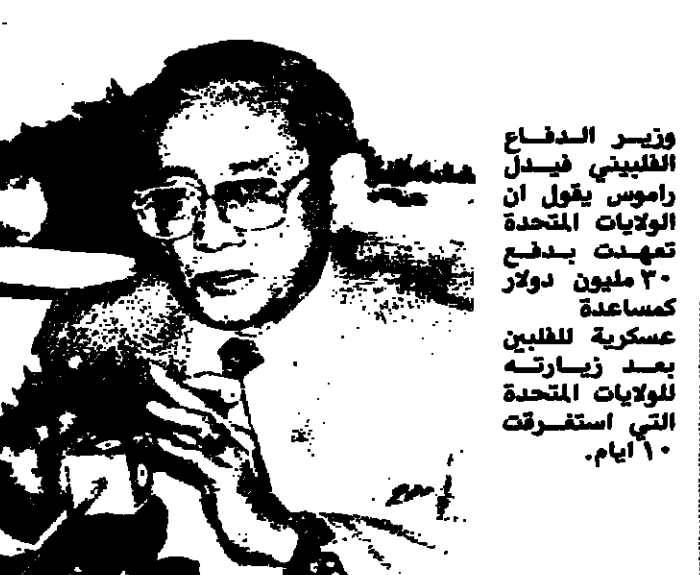 وزير الدفاع
الفلبيني فيدل
راموس يقول ان
الولايات المتحدة
تعهدت بدفع
٣٠ مليون دولار
كمساعدة
عسكرية للفلبين
بعد زيارته
للولايات المتحدة
التي استغرقت
١٠ ايام.